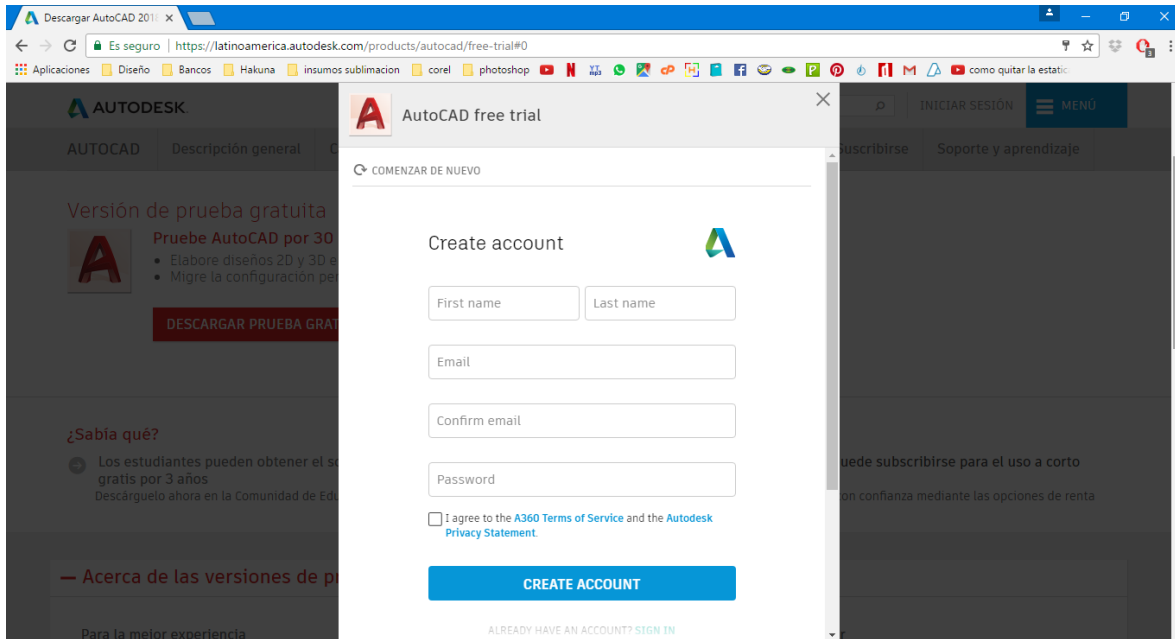 Descargar AutoCAD 201
Es seguro | https://latinoamerica.autodesk.com/products/autocad/free-trial#0
Aplicaciones Diseño Bancos Hakuna insumos sublimacion corel photoshop como quitar la estatic
AUTODESK. INICIAR SESIÓN MENÚ
AutoCAD free trial
AUTOCAD Descripción general C Suscribirse Soporte y aprendizaje
COMENZAR DE NUEVO
Versión de prueba gratuita
Pruebe AutoCAD por 30
Elabore diseños 2D y 3D e
Migre la configuración per
DESCARGAR PRUEBA GRAT
Create account
First name Last name
Email
Confirm email
Password
I agree to the A360 Terms of Service and the Autodesk
Privacy Statement.
CREATE ACCOUNT
ALREADY HAVE AN ACCOUNT? SIGN IN
¿Sabía qué?
Los estudiantes pueden obtener el so
gratis por 3 años
Descárguelo ahora en la Comunidad de Edu
uede subscribirse para el uso a corto
on confianza mediante las opciones de renta
— Acerca de las versiones de pr
Para la mejor experiencia